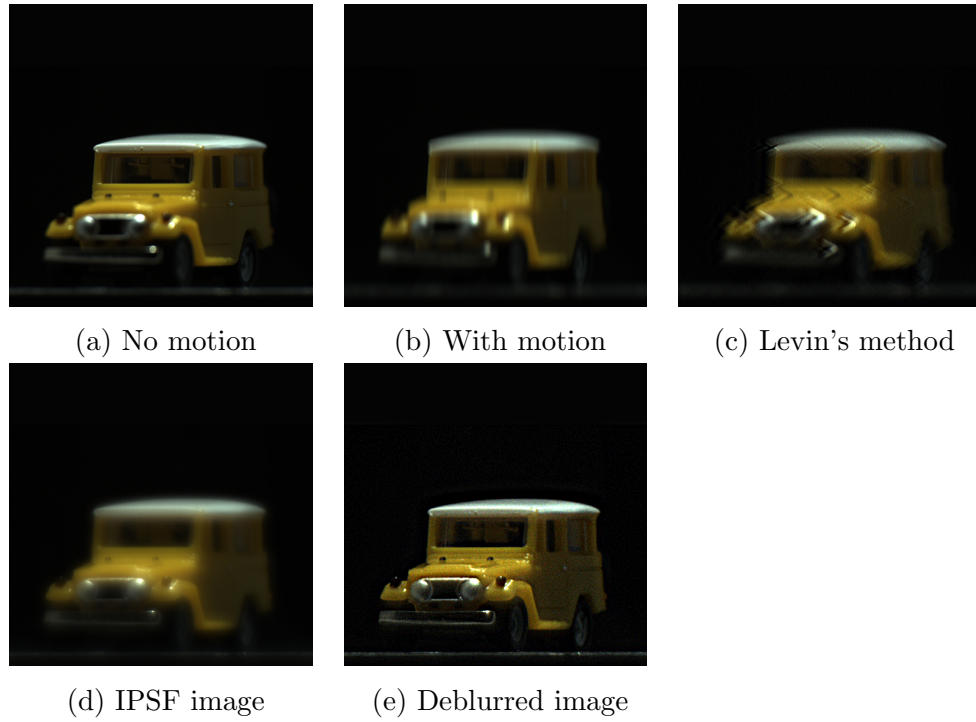 (a) No motion
(b) With motion
(c) Levin's method
(d) IPSF image
(e) Deblurred image